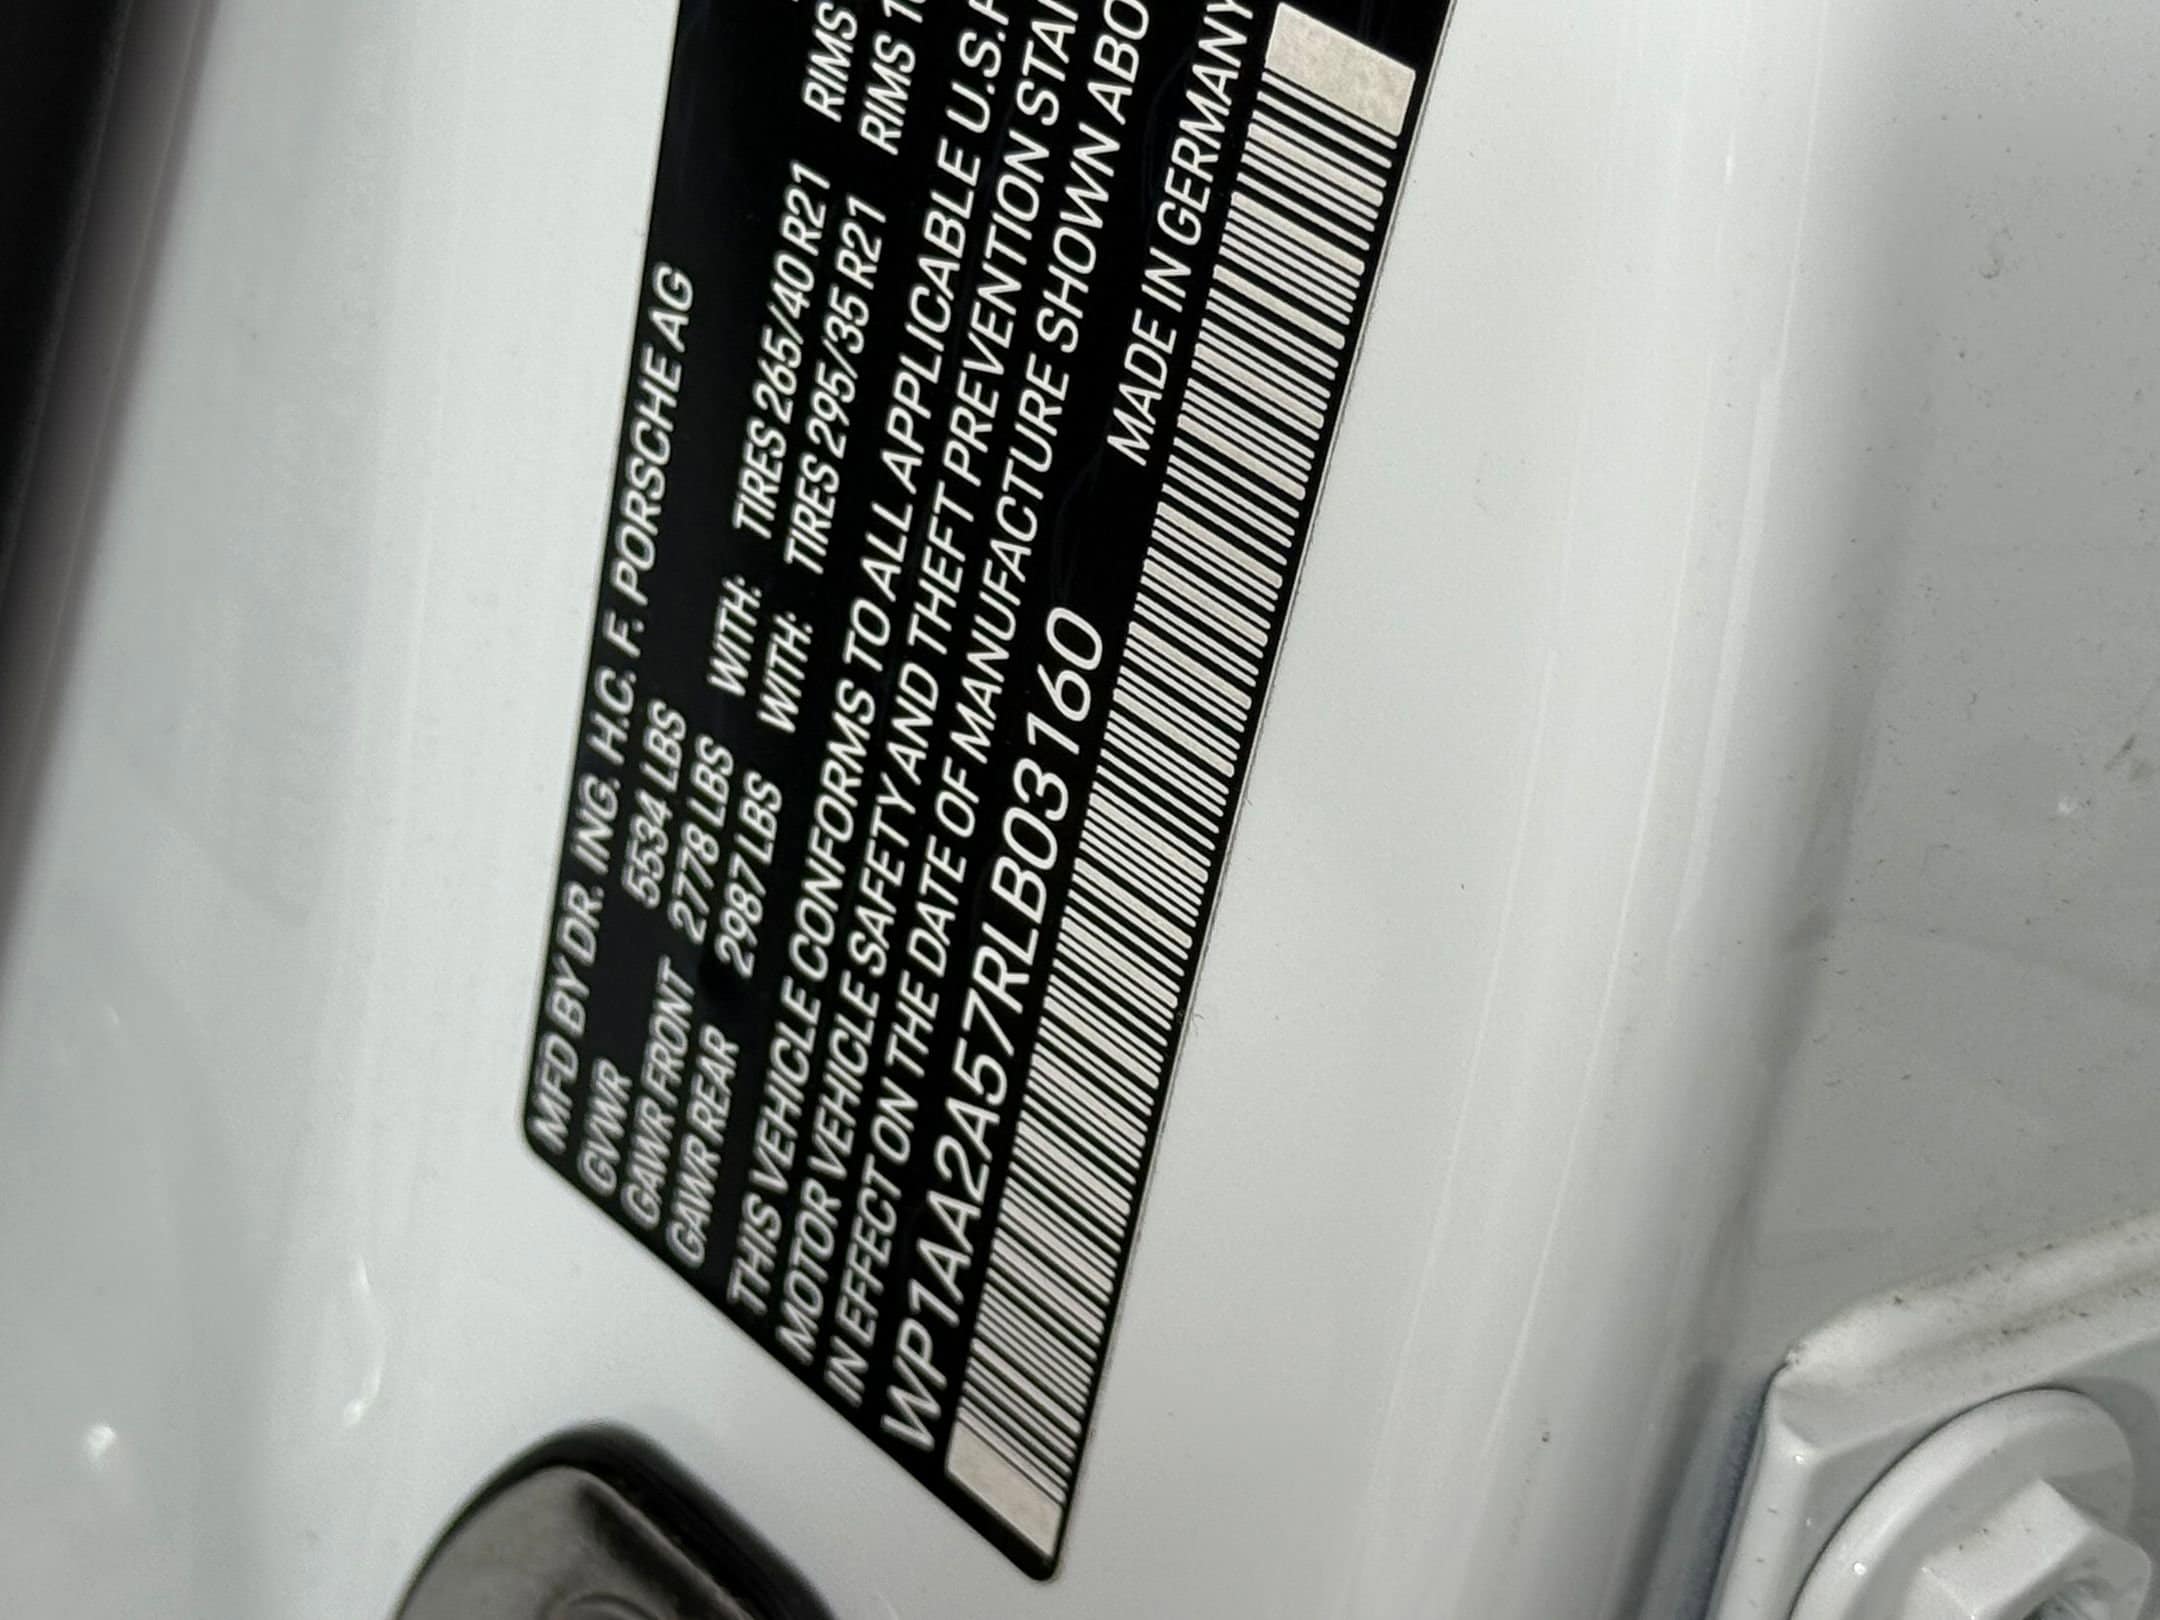 MFD BY DR. ING. H.C. F. PORSCHE AG
GVWR 5534 LBS
GAWR FRONT 2778 LBS WITH: TIRES 265/40 R21 RIMS
GAWR REAR 2987 LBS WITH: TIRES 295/35 R21 RIMS
THIS VEHICLE CONFORMS TO ALL APPLICABLE U.S.
MOTOR VEHICLE SAFETY AND THEFT PREVENTION
IN EFFECT ON THE DATE OF MANUFACTURE SHOWN
WP1AA2A57RLB03160 MADE IN GERMANY